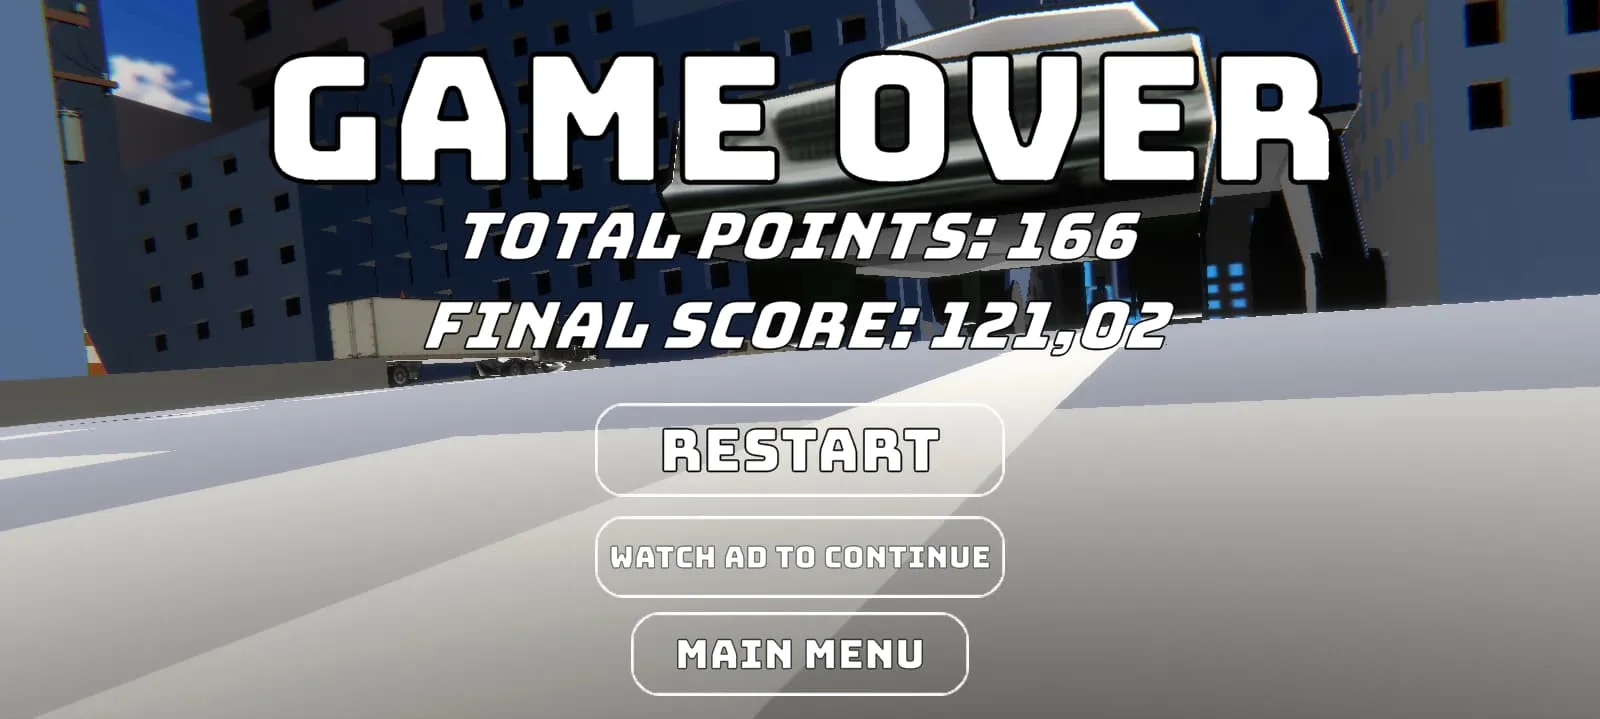 GAME OVER
TOTAL POINTS: 166
FINAL SCORE: 121,02
RESTART
WATCH AD TO CONTINUE
MAIN MENU